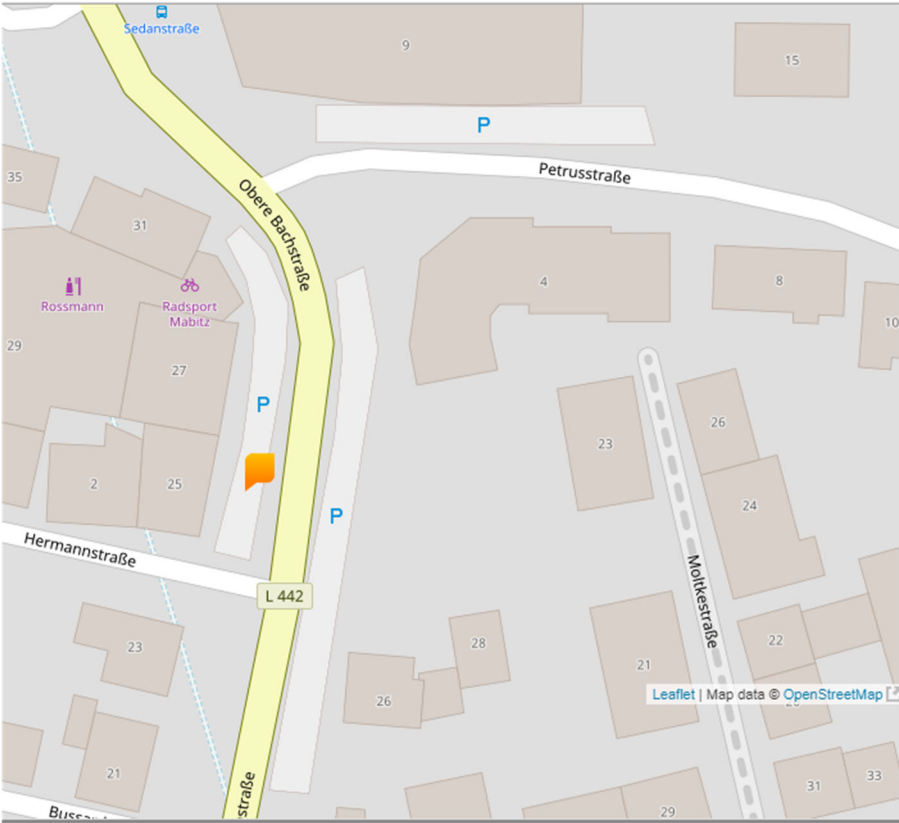 Sedanstraße
9
15
P
Petrusstraße
35
31
Obere Bachstraße
Rossmann
Radsport
Mabitz
4
8
10
29
27
P
23
26
2
25
24
P
Hermannstraße
L 442
Moltkestraße
23
28
21
22
26
Leaflet | Map data © OpenStreetMap
21
31
33
straße
29